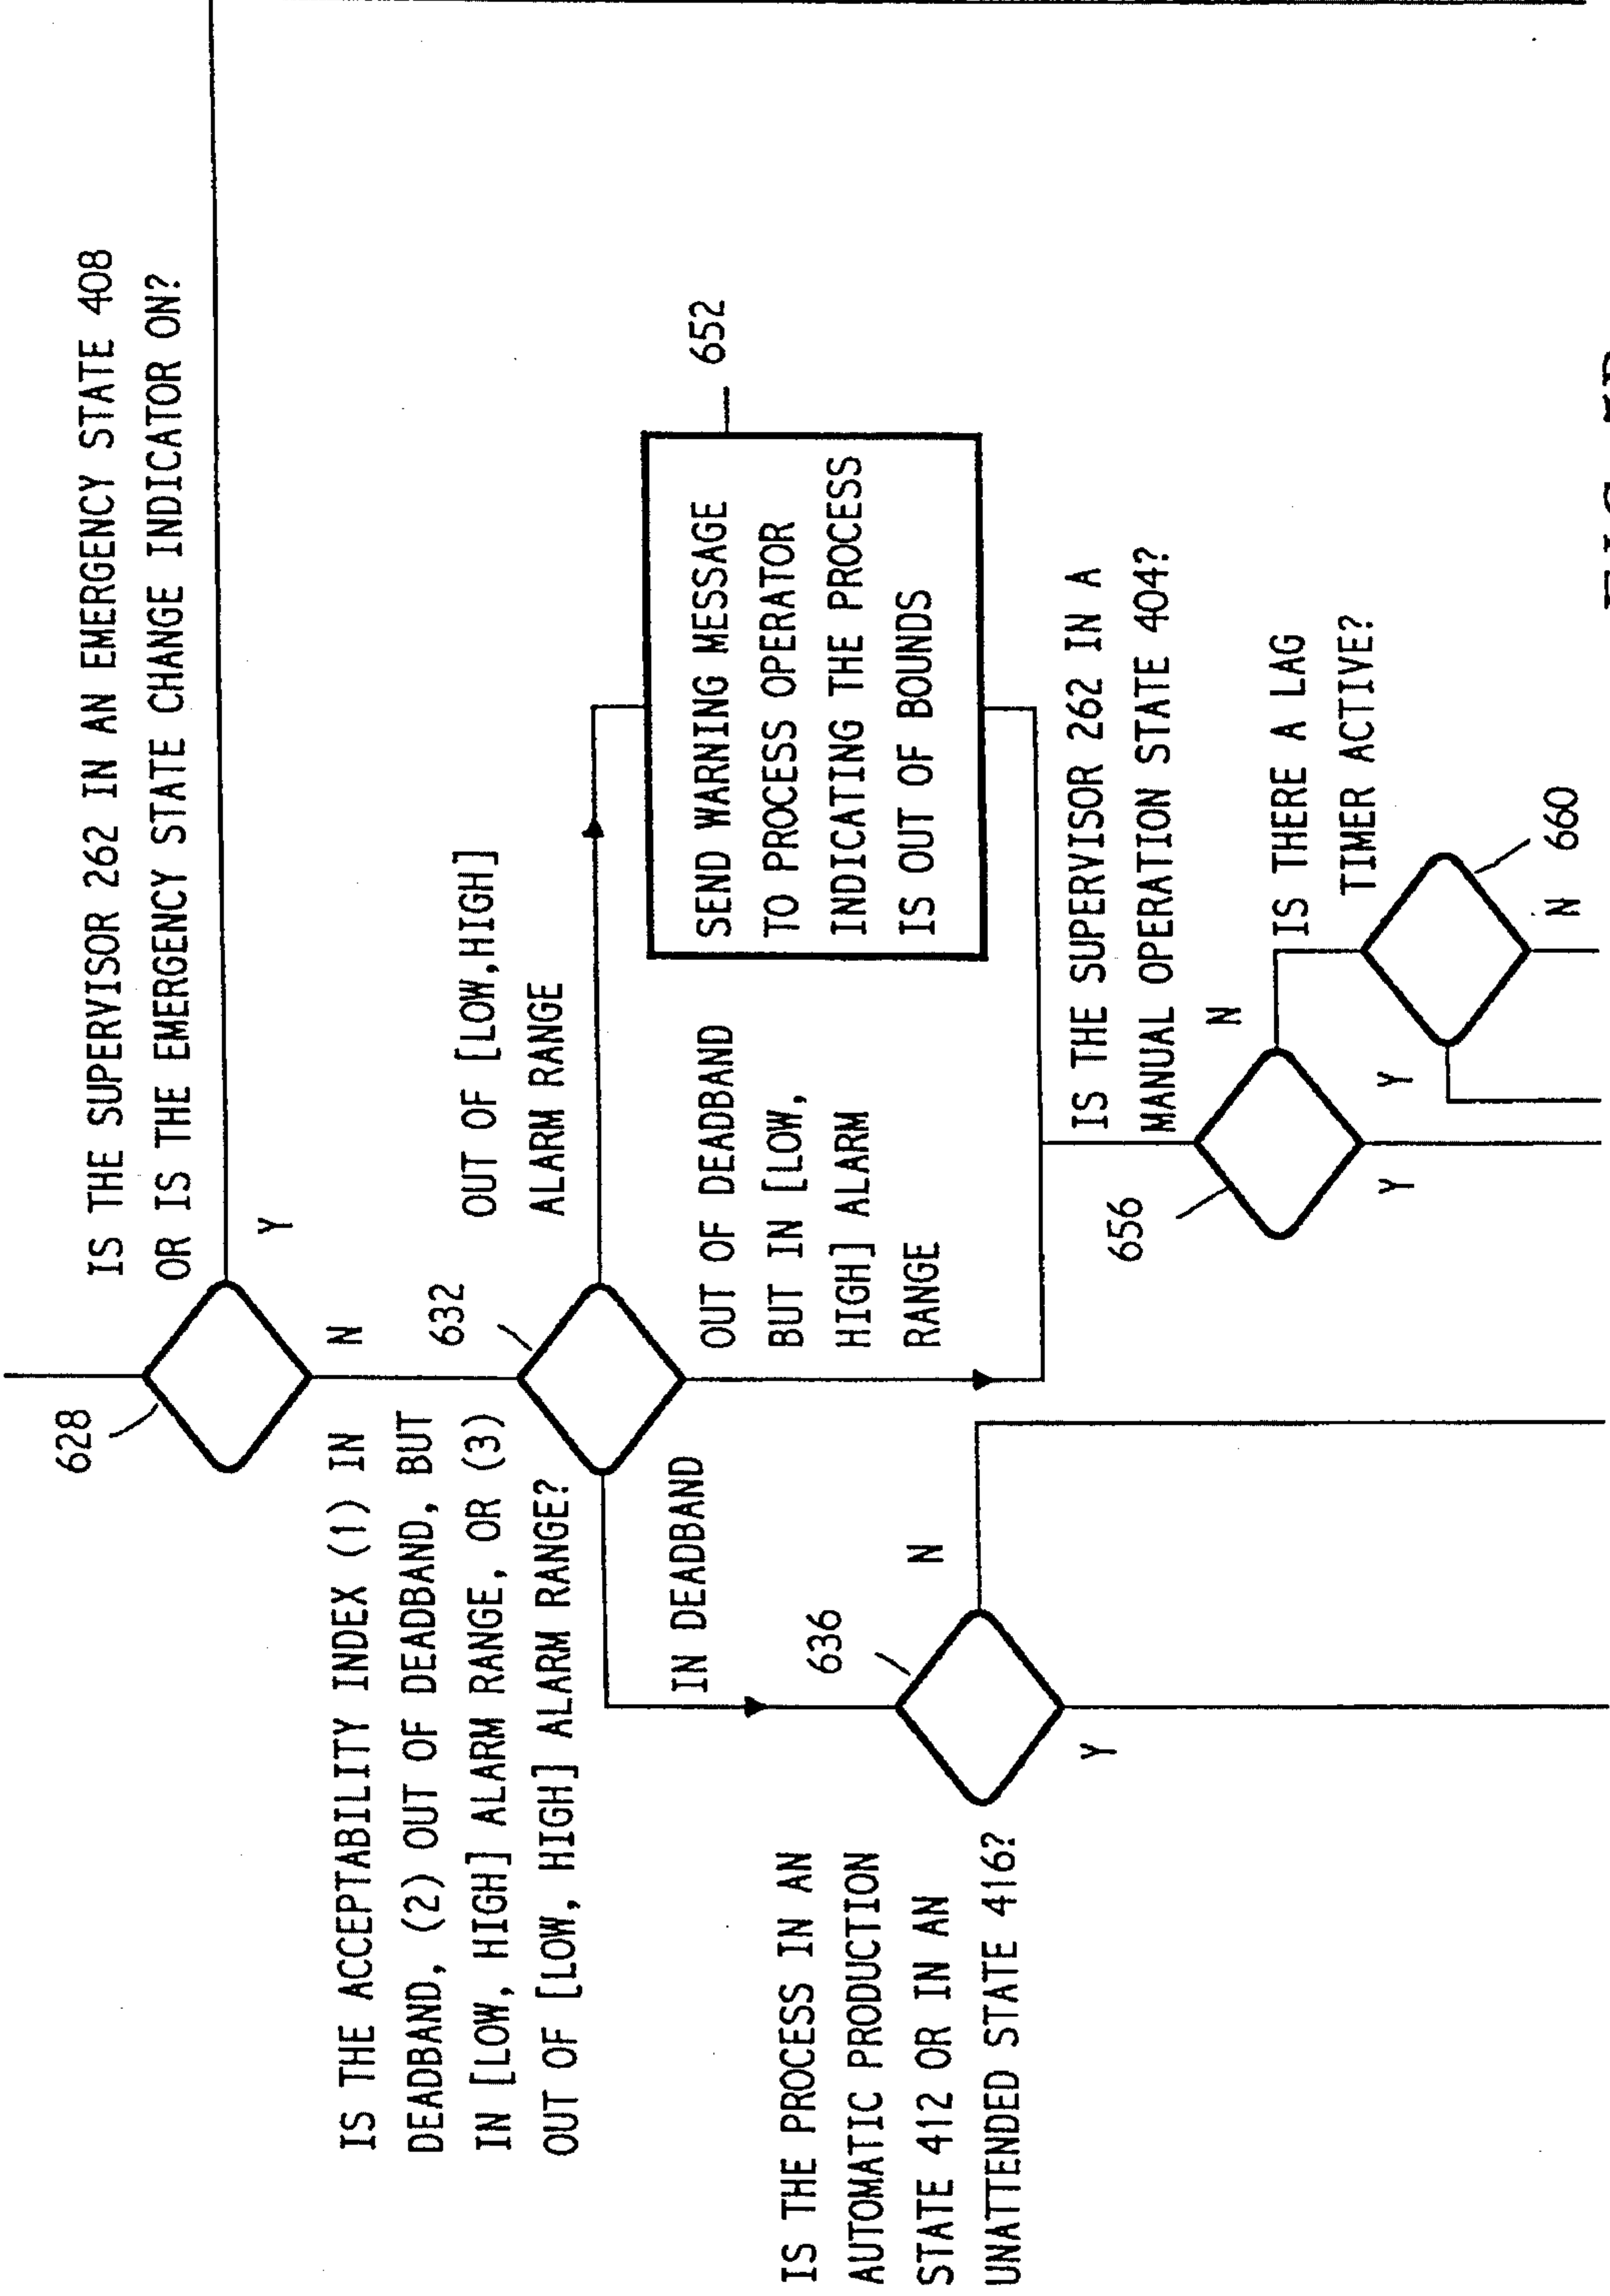 628
IS THE SUPERVISOR 262 IN AN EMERGENCY STATE 408
OR IS THE EMERGENCY STATE CHANGE INDICATOR ON?
Y
N
IS THE ACCEPTABILITY INDEX (1) IN
DEADBAND, (2) OUT OF DEADBAND, BUT
IN [LOW, HIGH] ALARM RANGE, OR (3)
OUT OF [LOW, HIGH] ALARM RANGE?
632
OUT OF [LOW,HIGH]
ALARM RANGE
IN DEADBAND
OUT OF DEADBAND
BUT IN [LOW,
HIGH] ALARM
RANGE
SEND WARNING MESSAGE
TO PROCESS OPERATOR
INDICATING THE PROCESS
IS OUT OF BOUNDS
652
IS THE PROCESS IN AN
AUTOMATIC PRODUCTION
STATE 412 OR IN AN
UNATTENDED STATE 416?
636
N
Y
IS THE SUPERVISOR 262 IN A
MANUAL OPERATION STATE 404?
656
N
Y
IS THERE A LAG
TIMER ACTIVE?
Y
N
660